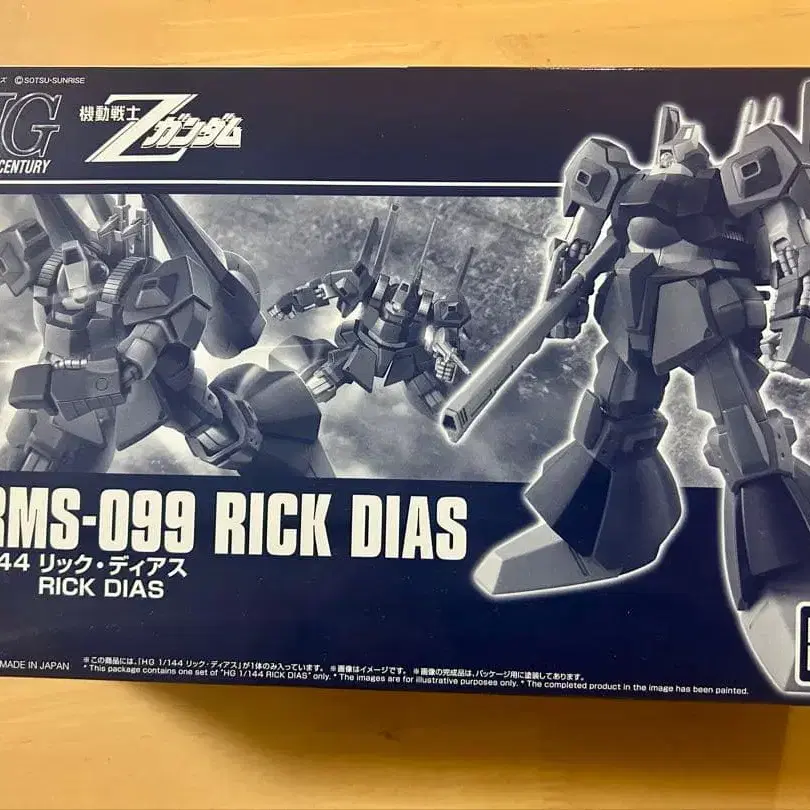 ズ ©SOTSU・SUNRISE
HG
CENTURY
機動戦士
Zガンダム
RMS-099 RICK DIAS
44 リック・ディアス
RICK DIAS
MADE IN JAPAN
※この商品には、「HG 1/144 リック・ディアス」が1体のみ入っています。 ※画像はイメージです。 ※画像の完成品は、パッケージ用に塗装してあります。
* This package contains one set of "HG 1/144 RICK DIAS" only. * The images are for illustrative purposes only. * The completed product in the image has been painted.